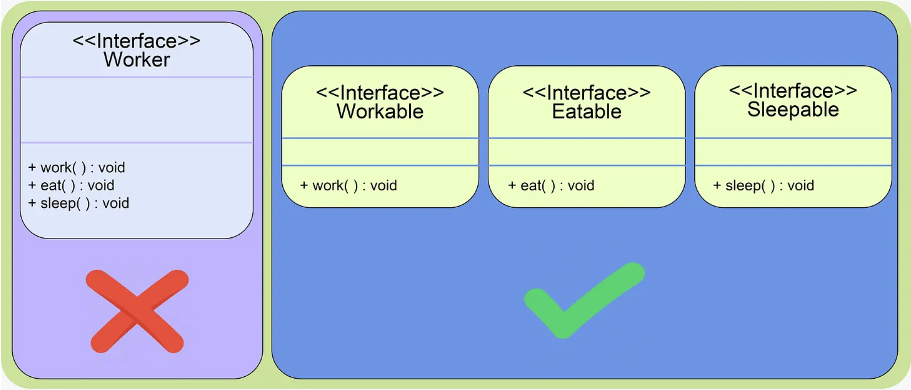 <<Interface>>
Worker
+ work( ) : void
+ eat( ) : void
+ sleep( ) : void
<<Interface>>
Workable
+ work( ) : void
<<Interface>>
Eatable
+ eat( ) : void
<<Interface>>
Sleepable
+ sleep( ) : void